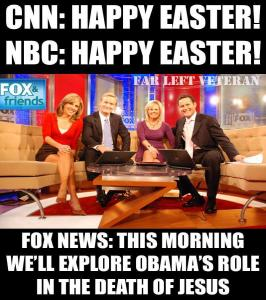 CNN: HAPPY EASTER!
NBC: HAPPY EASTER!
FAR LEFT VETERAN
FOX&
friends
FOX NEWS: THIS MORNING
WE'LL EXPLORE OBAMA'S ROLE
IN THE DEATH OF JESUS